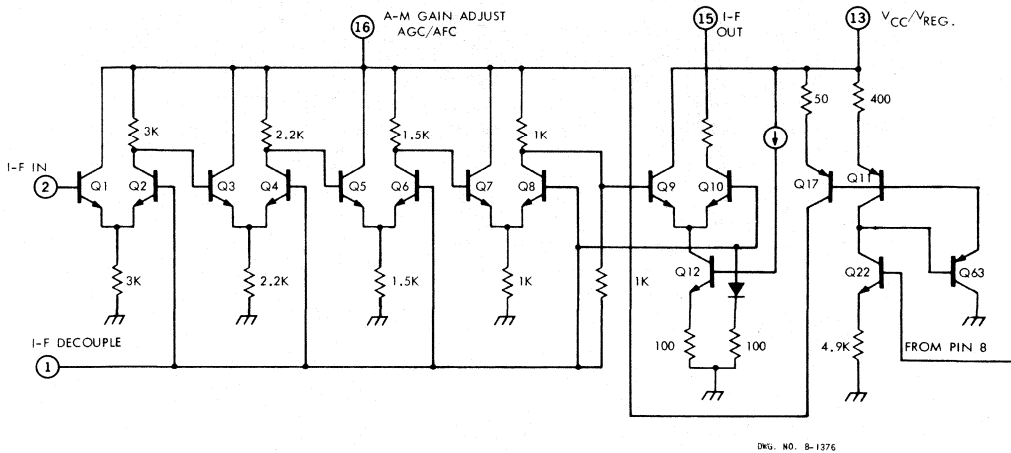 A-M GAIN ADJUST
AGC/AFC
16
15
I-F
OUT
13
VCC/VREG.
3K
2.2K
1.5K
1K
50
400
I-F IN
2
Q1
Q2
Q3
Q4
Q5
Q6
Q7
Q8
Q9
Q10
Q17
Q11
3K
2.2K
1.5K
1K
1K
Q12
Q22
Q63
I-F DECOUPLE
1
100
100
4.9K
FROM PIN 8
DWG. NO. B-1376